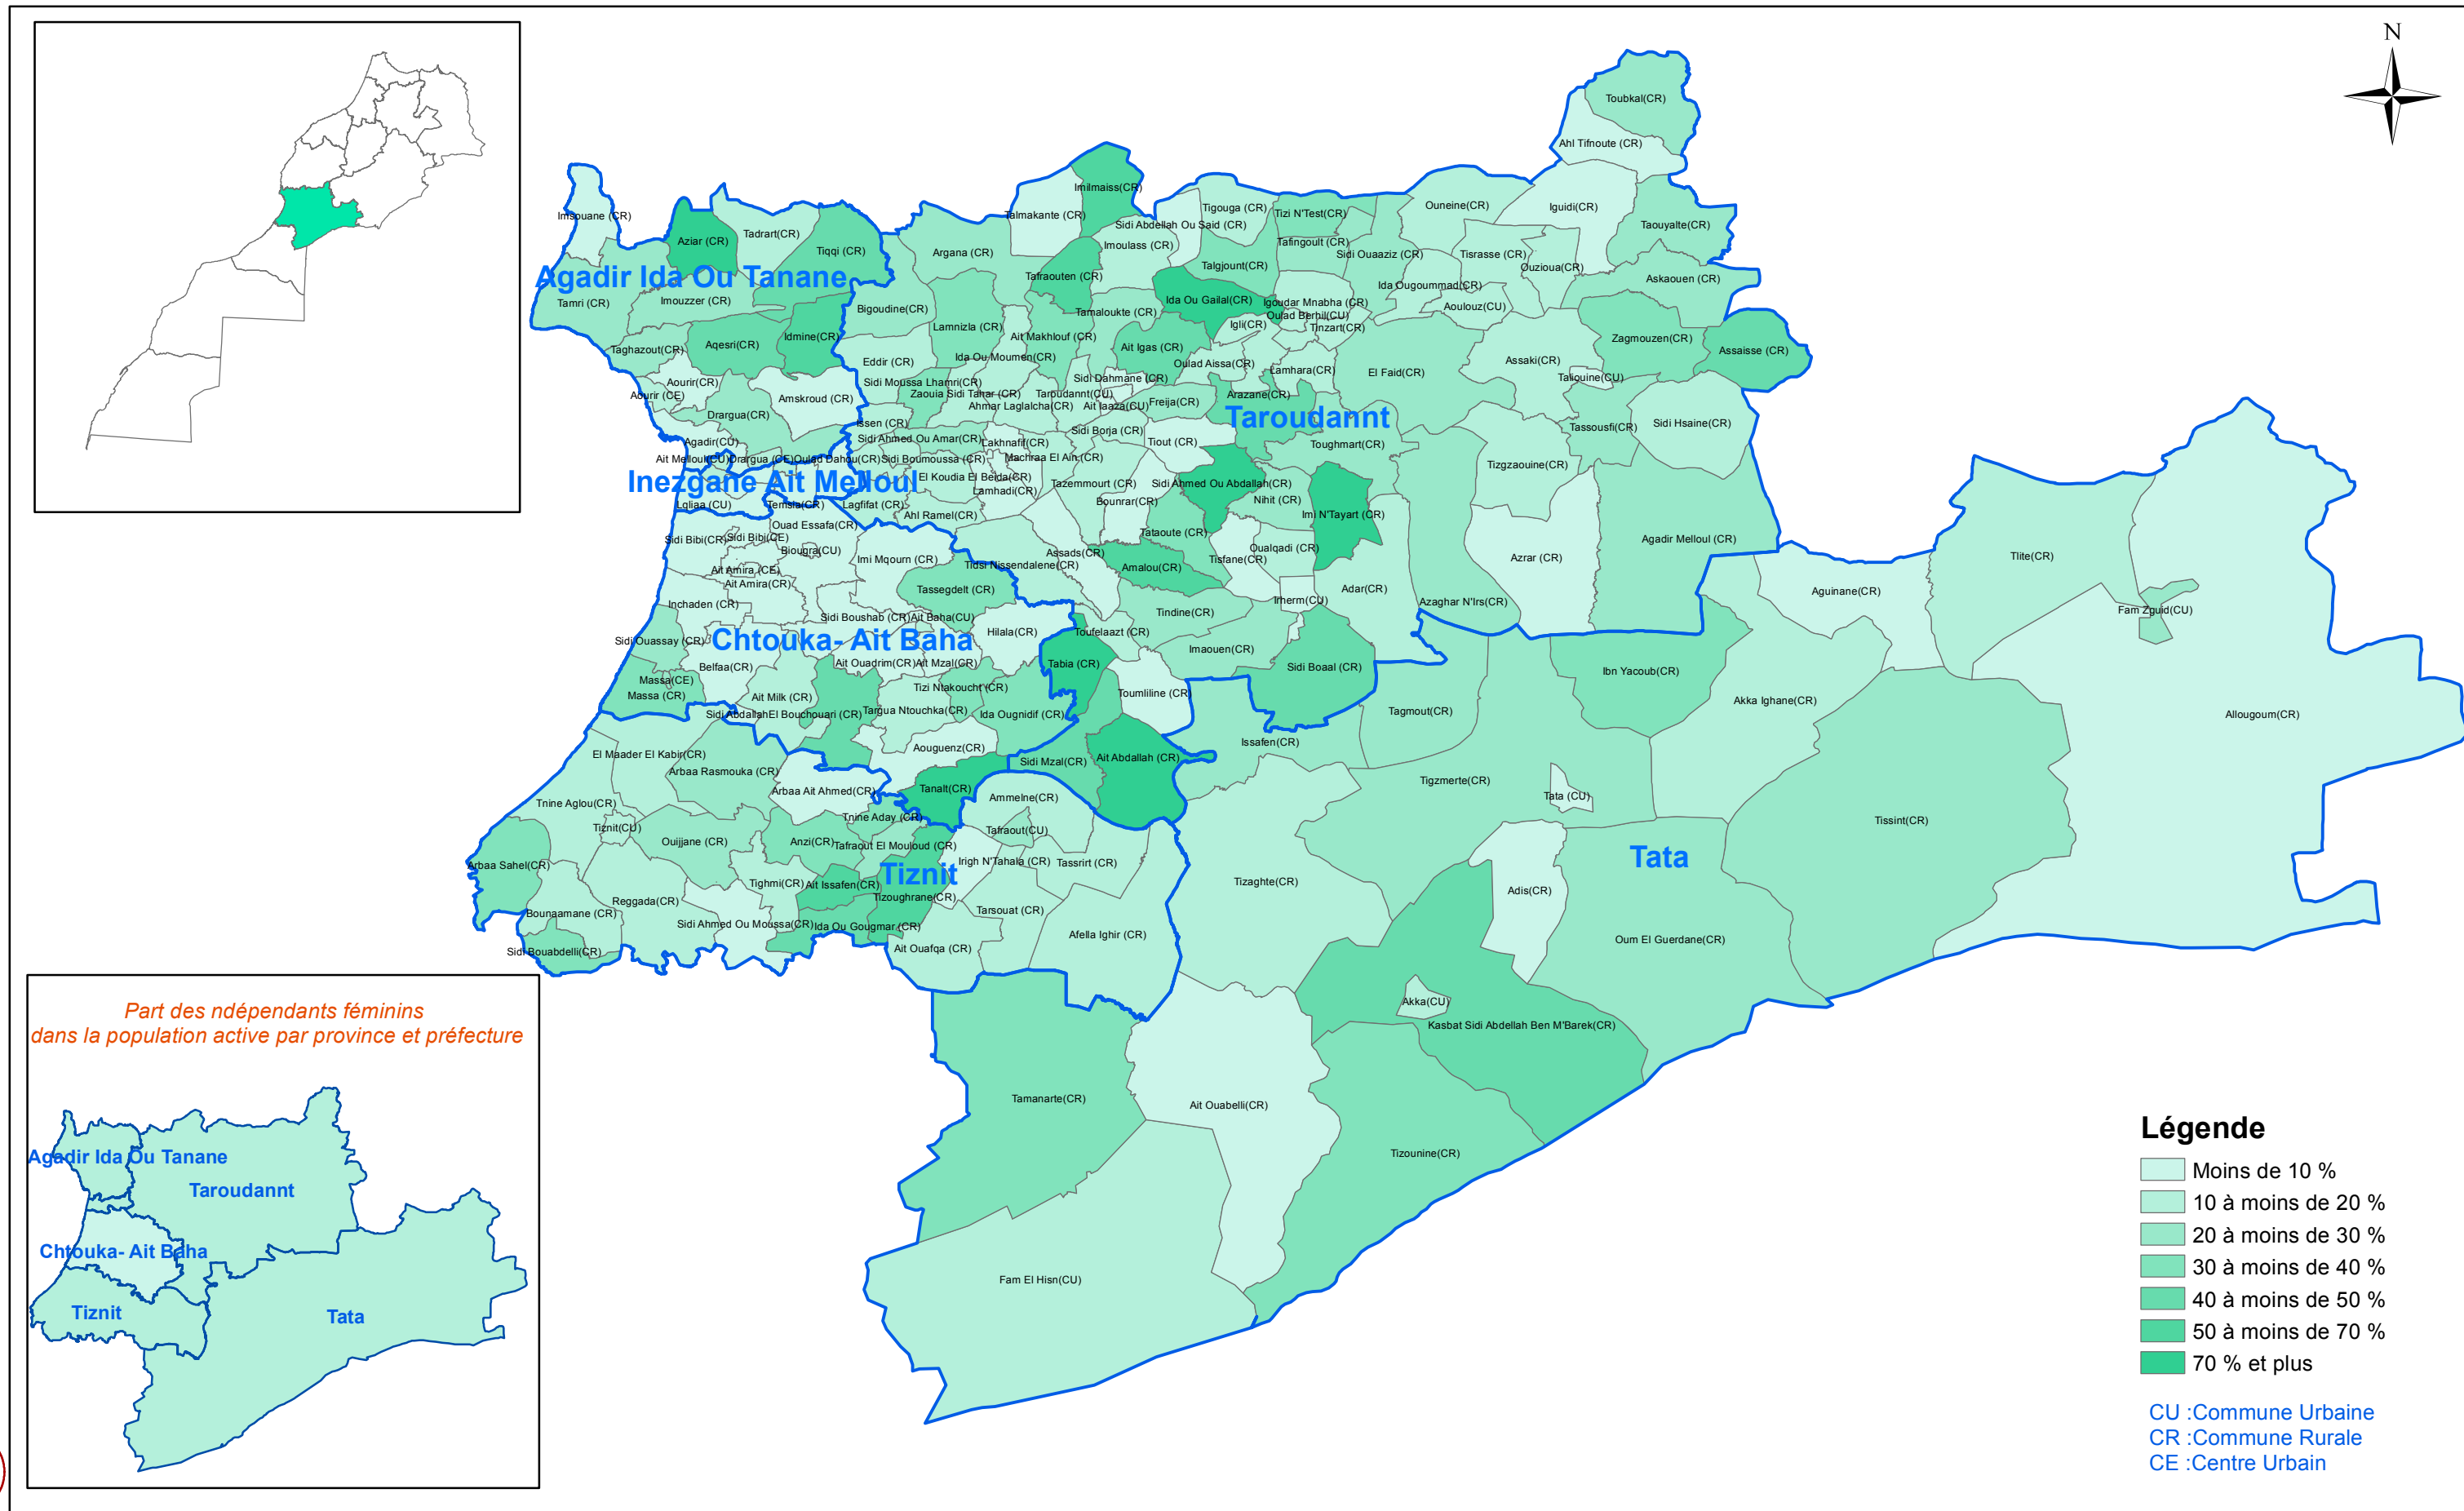 N
Toubkal(CR)
Ahl Tifnoute (CR)
Imilmaiss(CR)
Imsouane (CR)
Talmakante (CR)
Tigouga (CR)
Tizi N'Test(CR)
Ouneine(CR)
Iguidi(CR)
Sidi Abdellah Ou Said (CR)
Taouyalte(CR)
Aziar (CR)
Tadrart(CR)
Tiqqi (CR)
Argana (CR)
Imoulass (CR)
Tafingoult (CR)
Sidi Ouaaziz (CR)
Tisrasse (CR)
Ouzioua(CR)
Talgjount(CR)
Agadir Ida Ou Tanane
Tafraouten (CR)
Askaouen (CR)
Ida Ougoummad(CR)
Tamri (CR)
Imouzzer (CR)
Bigoudine(CR)
Ida Ou Gailal(CR)
Igoudar Mnabha (CR)
Aoulouz(CU)
Tamaloukte (CR)
Oulad Berhil(CU)
Lamnizla (CR)
Igli(CR)
Tinzart(CR)
Idmine(CR)
Ait Makhlouf (CR)
Zagmouzen(CR)
Taghazout(CR)
Aqesri(CR)
Ait Igas (CR)
Assaisse (CR)
Eddir (CR)
Ida Ou Moumen(CR)
Oulad Aissa(CR)
Assaki(CR)
Lamhara(CR)
El Faid(CR)
Aourir(CR)
Sidi Moussa Lhamri(CR)
Sidi Dahmane (CR)
Taliouine(CU)
Aourir (CE)
Amskroud (CR)
Zaouia Sidi Tahar (CR)
Taroudannt(CU)
Arazane(CR)
Ahmar Laglalcha(CR)
Ait Iaaza(CU)
Freija(CR)
Drargua(CR)
Taroudannt
Issen (CR)
Sidi Hsaine(CR)
Tassousfi(CR)
Sidi Borja (CR)
Agadir(CU)
Sidi Ahmed Ou Amar(CR)
Lakhnafif(CR)
Tiout (CR)
Toughmart(CR)
Ait Melloul(CU)
Drargua (CE)
Oulad Dahou(CR)
Sidi Boumoussa (CR)
Machraa El Ain (CR)
Tizgzaouine(CR)
Inezgane Ait Melloul
El Koudia El Beida(CR)
Lamhadi(CR)
Tazemmourt (CR)
Sidi Ahmed Ou Abdallah(CR)
Bounrar(CR)
Nihit (CR)
Lqliaa (CU)
Temsia(CR)
Lagfifat (CR)
Ahl Ramel(CR)
Imi N'Tayart (CR)
Ouad Essafa(CR)
Tataoute (CR)
Sidi Bibi(CR)
Sidi Bibi(CE)
Biougra(CU)
Imi Mqourn (CR)
Assads(CR)
Oualqadi (CR)
Agadir Melloul (CR)
Tidsi Nissendalene(CR)
Tisfane(CR)
Azrar (CR)
Tlite(CR)
Ait Amira (CE)
Amalou(CR)
Ait Amira(CR)
Tassegdelt (CR)
Adar(CR)
Aguinane(CR)
Inchaden (CR)
Irherm(CU)
Azaghar N'Irs(CR)
Fam Zguid(CU)
Sidi Boushab (CR)
Ait Baha(CU)
Tindine(CR)
Hilala(CR)
Toufelaazt (CR)
Sidi Ouassay (CR)
Chtouka- Ait Baha
Imaouen(CR)
Belfaa(CR)
Ait Ouadrim(CR)
Ait Mzal(CR)
Tabia (CR)
Sidi Boaal (CR)
Ibn Yacoub(CR)
Massa(CE)
Massa (CR)
Ait Milk (CR)
Tizi Ntakoucht (CR)
Toumliline (CR)
Akka Ighane(CR)
Sidi AbdallahEl Bouchouari (CR)
Targua Ntouchka(CR)
Ida Ougnidif (CR)
Tagmout(CR)
Allougoum(CR)
Aouguenz(CR)
Issafen(CR)
El Maader El Kabir(CR)
Arbaa Rasmouka (CR)
Sidi Mzal(CR)
Ait Abdallah (CR)
Tigzmerte(CR)
Arbaa Ait Ahmed(CR)
Tanalt(CR)
Ammelne(CR)
Tata (CU)
Tnine Aglou(CR)
Tnine Aday (CR)
Tissint(CR)
Tiznit(CU)
Tafraout(CU)
Ouijjane (CR)
Anzi(CR)
Tafraout El Mouloud (CR)
Tata
Arbaa Sahel(CR)
Irigh N'Tahala (CR)
Tassrirt (CR)
Tiznit
Tighmi(CR)
Ait Issafen(CR)
Tizaghte(CR)
Adis(CR)
Reggada(CR)
Tizoughrane(CR)
Bounaamane (CR)
Tarsouat (CR)
Sidi Ahmed Ou Moussa(CR)
Ida Ou Gougmar (CR)
Afella Ighir (CR)
Oum El Guerdane(CR)
Sidi Bouabdelli(CR)
Ait Ouafqa (CR)
Akka(CU)
Kasbat Sidi Abdellah Ben M'Barek(CR)
Tamanarte(CR)
Ait Ouabelli(CR)
Tizounine(CR)
Fam El Hisn(CU)
Part des ndépendants féminins
dans la population active par province et préfecture
Agadir Ida Ou Tanane
Taroudannt
Chtouka- Ait Baha
Tiznit
Tata
Légende
Moins de 10 %
10 à moins de 20 %
20 à moins de 30 %
30 à moins de 40 %
40 à moins de 50 %
50 à moins de 70 %
70 % et plus
CU :Commune Urbaine
CR :Commune Rurale
CE :Centre Urbain